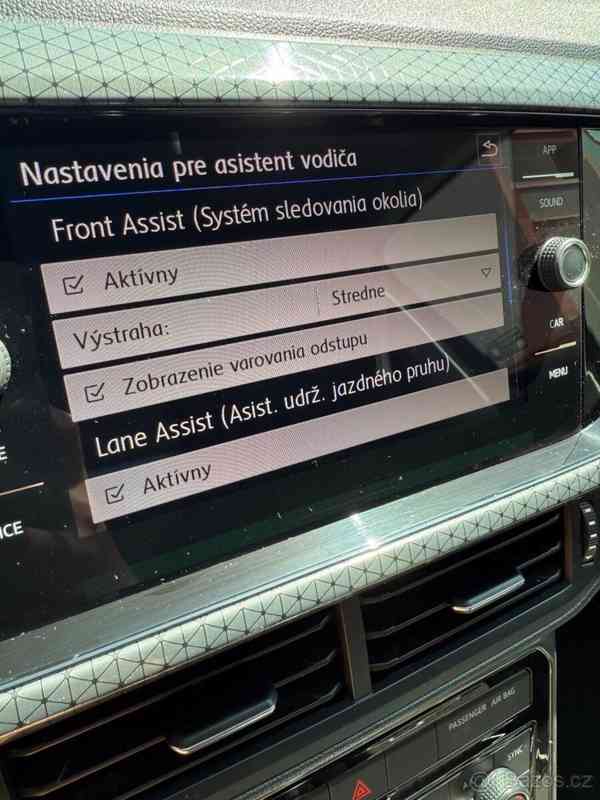 Nastavenia pre asistent vodiča
APP
Front Assist (Systém sledovania okolia)
SOUND
Aktívny
Výstraha: Stredne
CAR
Zobrazenie varovania odstupu
MENU
Lane Assist (Asist. udrž. jazdného pruhu)
Aktívny
PASSENGER AIR BAG
SYNC